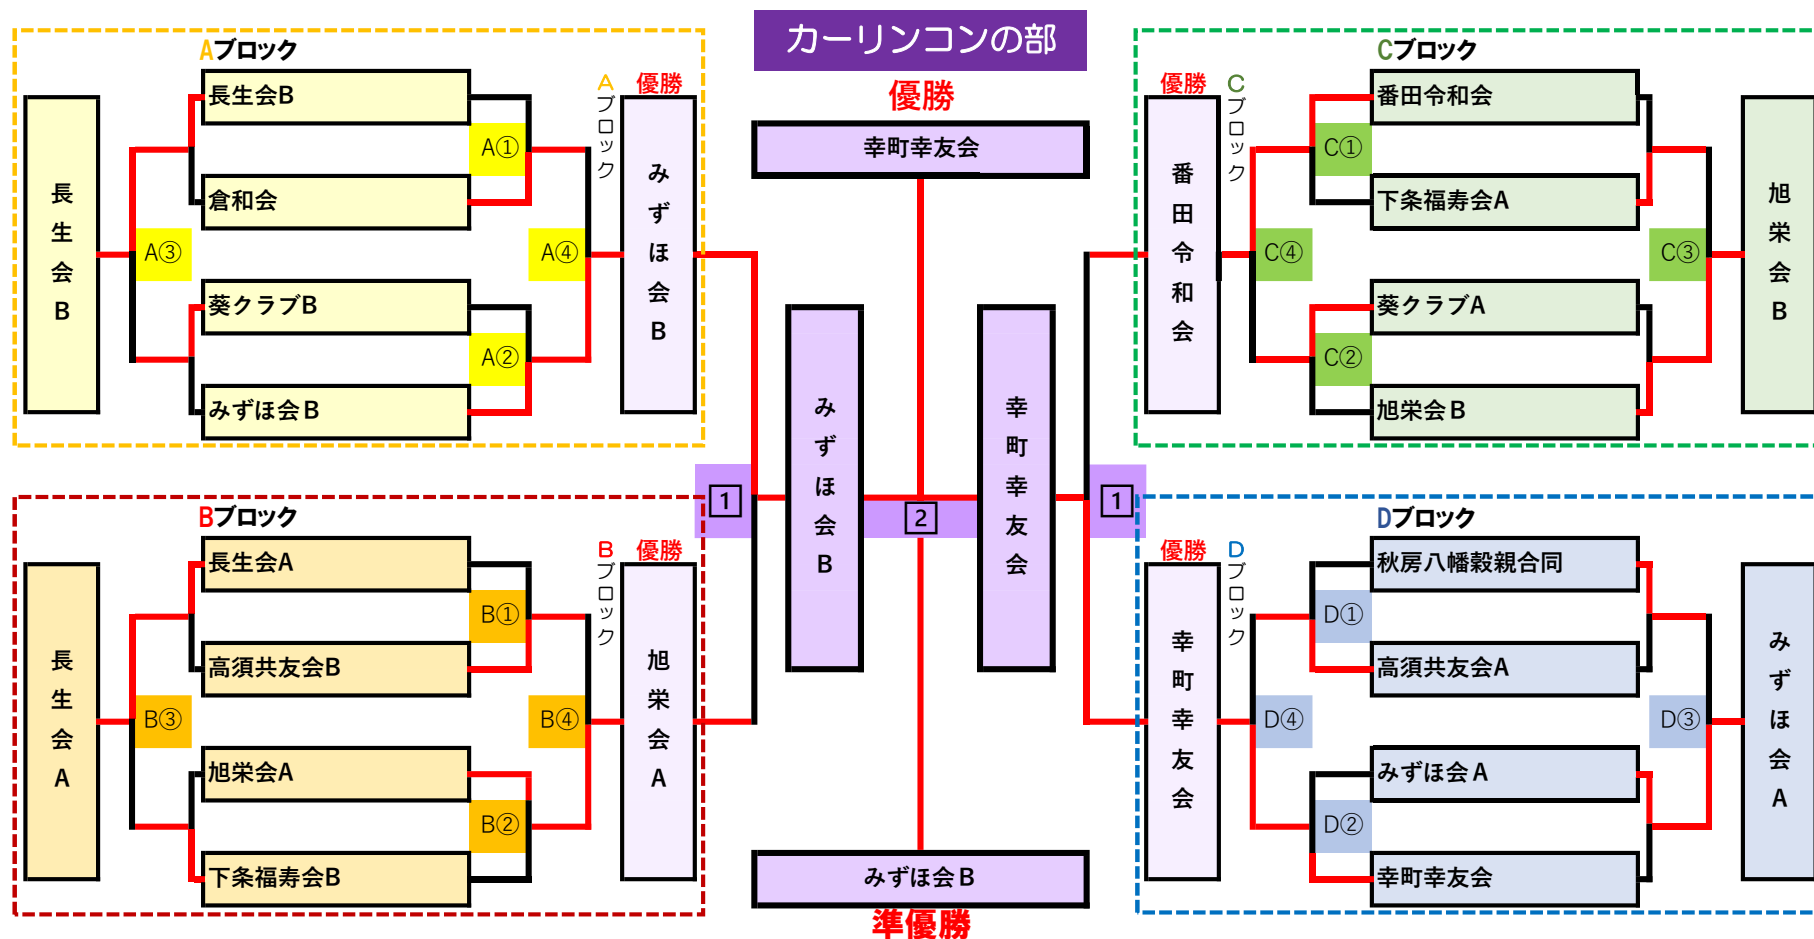 カーリンコンの部
優勝
幸町幸友会
Aブロック
長生会B
倉和会
葵クラブB
みずほ会B
A①
A②
A③
A④
長生会B
優勝
Aブロック
みずほ会B
Bブロック
長生会A
高須共友会B
旭栄会A
下条福寿会B
B①
B②
B③
B④
長生会A
優勝
Bブロック
旭栄会A
1
みずほ会B
2
幸町幸友会
1
Cブロック
番田令和会
下条福寿会A
葵クラブA
旭栄会B
C①
C②
C③
C④
優勝
Cブロック
番田令和会
旭栄会B
Dブロック
秋房八幡穀親合同
高須共友会A
みずほ会A
幸町幸友会
D①
D②
D③
D④
優勝
Dブロック
幸町幸友会
みずほ会A
みずほ会B
準優勝